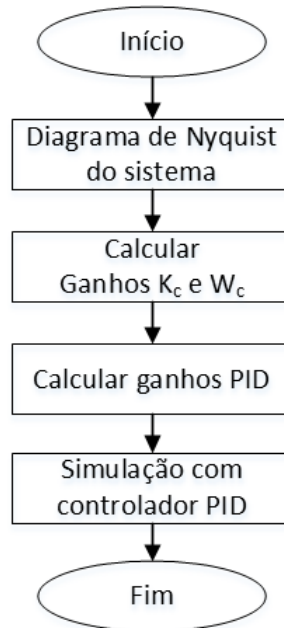 Início
Diagrama de Nyquist
do sistema
Calcular
Ganhos Kc e Wc
Calcular ganhos PID
Simulação com
controlador PID
Fim